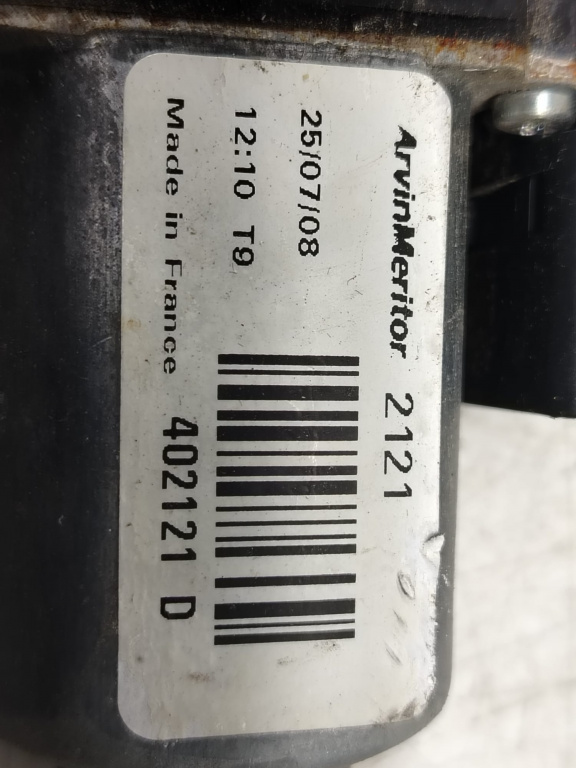 ArvinMeritor 2121
25/07/08
12:10 T9
Made in France 402121 D